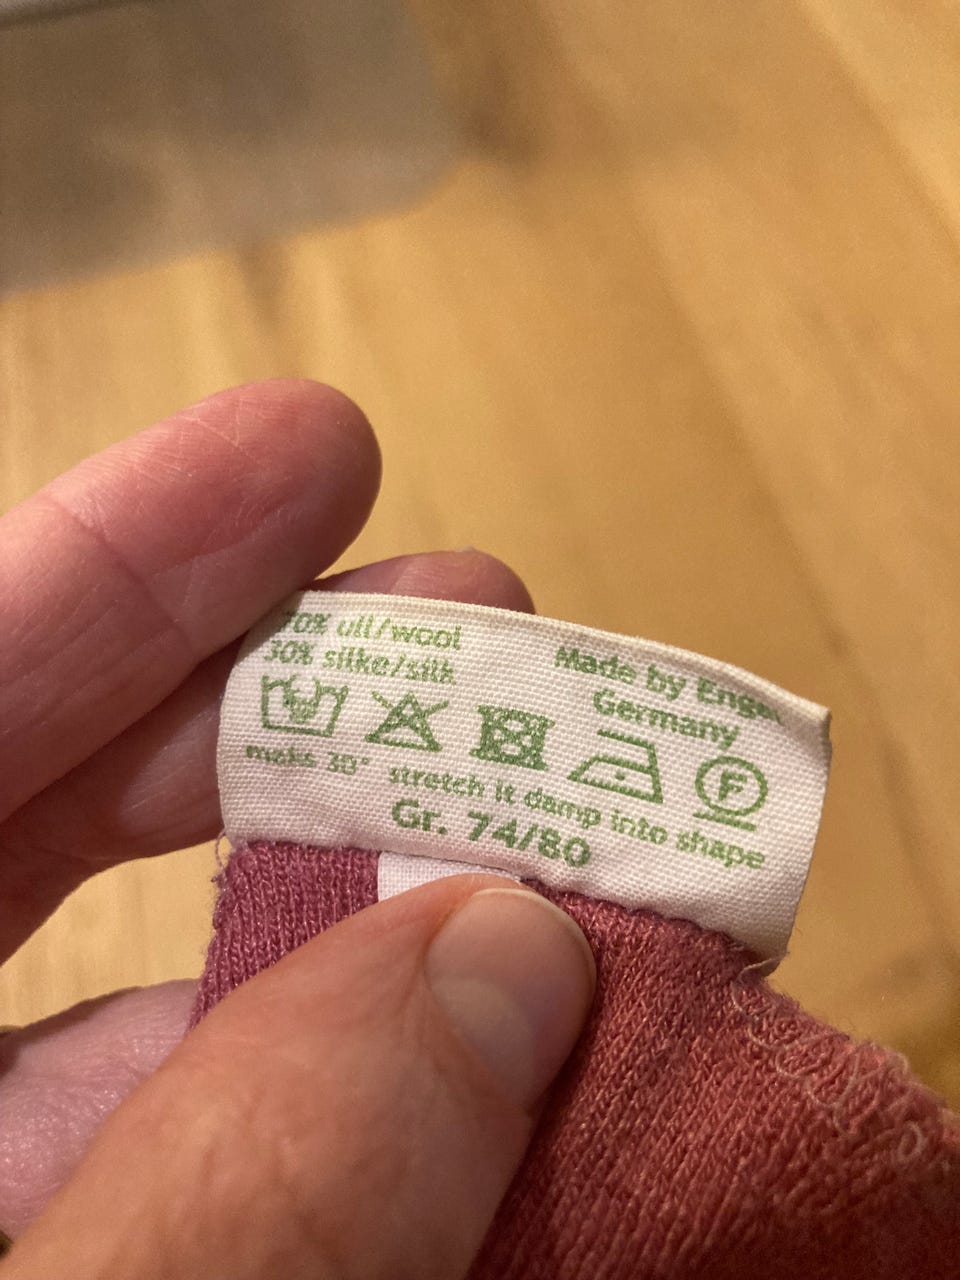 70% ull/wool
30% silke/silk
Made by Engel
Germany
maks 30° stretch it damp into shape
F
Gr. 74/80